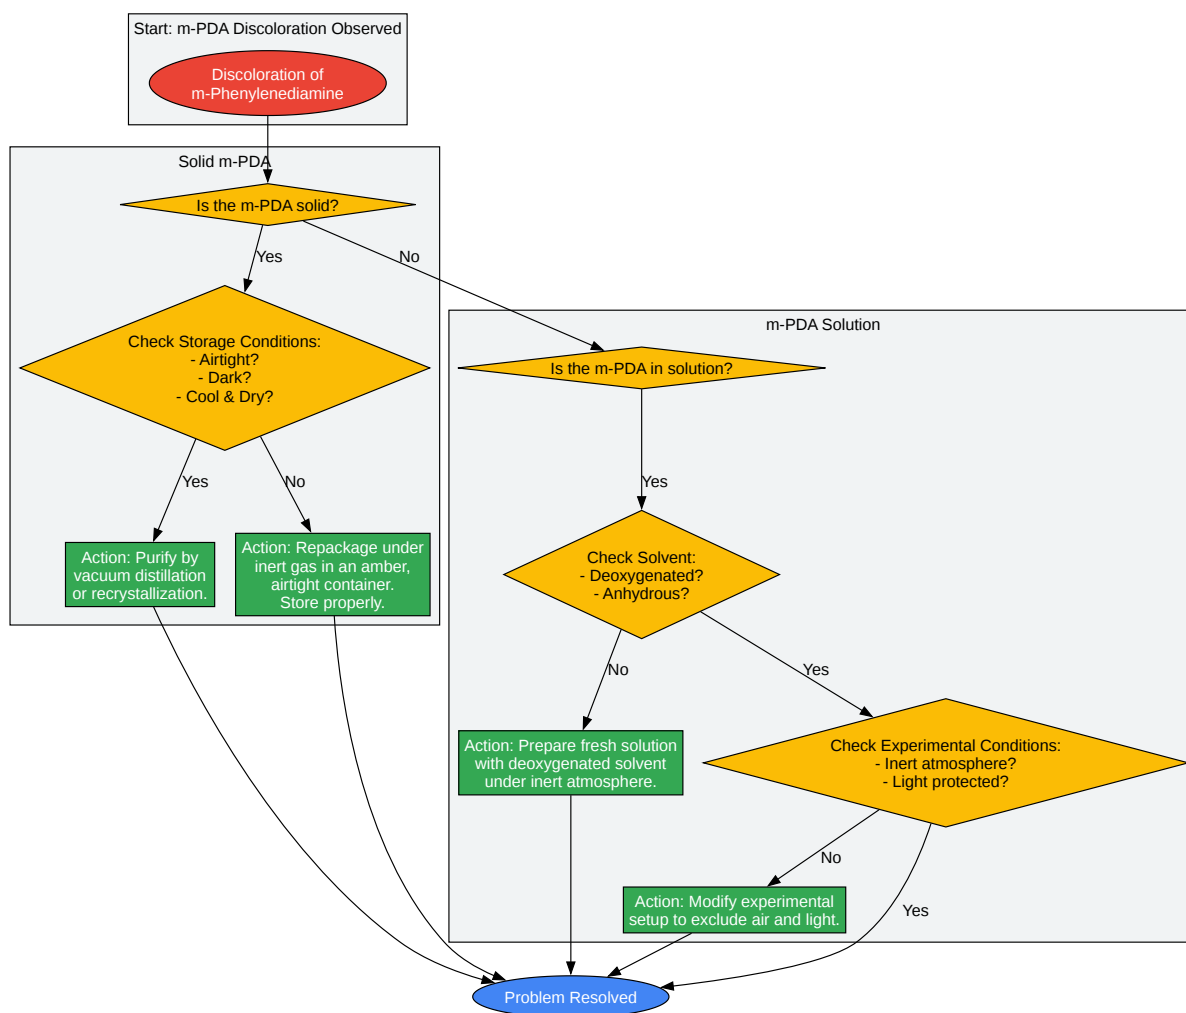 Start: m-PDA Discoloration Observed
Discoloration of
m-Phenylenediamine
Solid m-PDA
Is the m-PDA solid?
Yes
No
Check Storage Conditions:
- Airtight?
- Dark?
- Cool & Dry?
m-PDA Solution
Is the m-PDA in solution?
Yes
No
Yes
Action: Purify by
vacuum distillation
or recrystallization.
Action: Repackage under
inert gas in an amber,
airtight container.
Store properly.
Check Solvent:
- Deoxygenated?
- Anhydrous?
No
Yes
Action: Prepare fresh solution
with deoxygenated solvent
under inert atmosphere.
Check Experimental Conditions:
- Inert atmosphere?
- Light protected?
No
Yes
Action: Modify experimental
setup to exclude air and light.
Problem Resolved